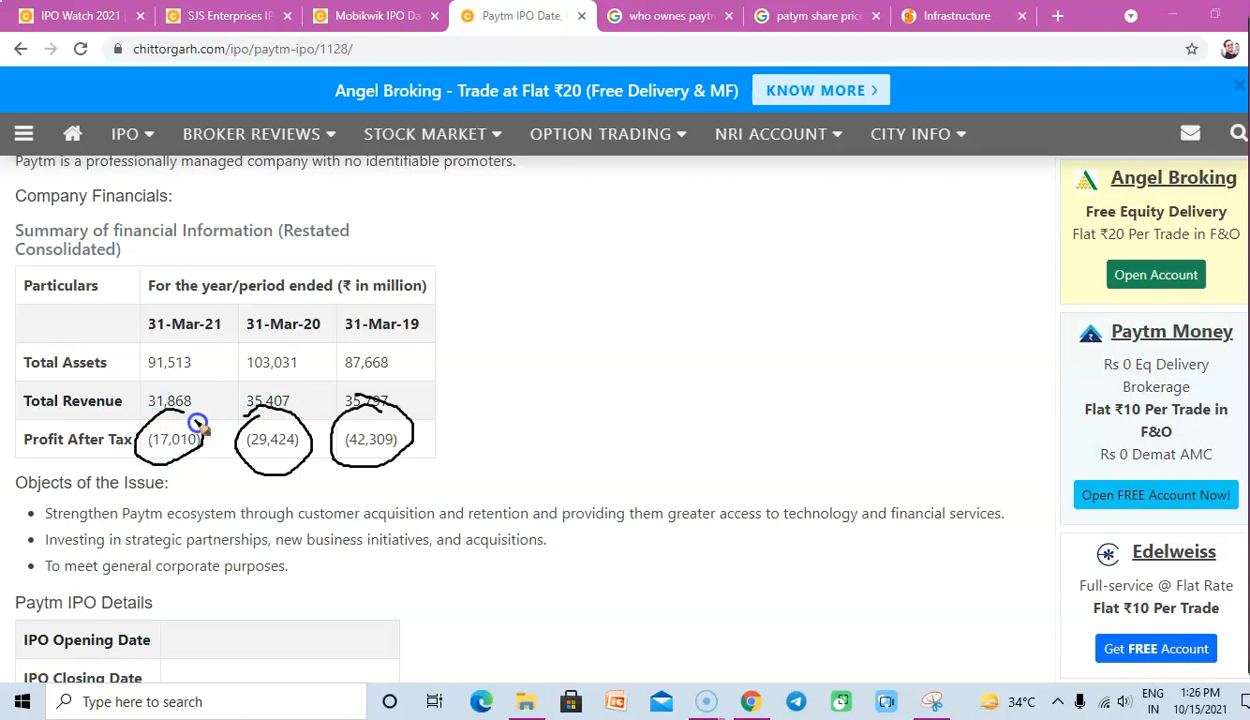 IPO Watch 2021
SJS Enterprises IP
Mobikwik IPO Da
Paytm IPO Date,
who ownes paytm
patym share price
Infrastructure
chittorgarh.com/ipo/paytm-ipo/1128/
Angel Broking - Trade at Flat ₹20 (Free Delivery & MF)
KNOW MORE >
IPO
BROKER REVIEWS
STOCK MARKET
OPTION TRADING
NRI ACCOUNT
CITY INFO
Paytm is a professionally managed company with no identifiable promoters.
Company Financials:
Summary of financial Information (Restated
Consolidated)
Particulars For the year/period ended (₹ in million)
31-Mar-21 31-Mar-20 31-Mar-19
Total Assets 91,513 103,031 87,668
Total Revenue 31,868 35,407 35,797
Profit After Tax (17,010) (29,424) (42,309)
Objects of the Issue:
Strengthen Paytm ecosystem through customer acquisition and retention and providing them greater access to technology and financial services.
Investing in strategic partnerships, new business initiatives, and acquisitions.
To meet general corporate purposes.
Paytm IPO Details
IPO Opening Date
IPO Closing Date
Angel Broking
Free Equity Delivery
Flat ₹20 Per Trade in F&O
Open Account
Paytm Money
Rs 0 Eq Delivery
Brokerage
Flat ₹10 Per Trade in
F&O
Rs 0 Demat AMC
Open FREE Account Now!
Edelweiss
Full-service @ Flat Rate
Flat ₹10 Per Trade
Get FREE Account
Type here to search
34°C
ENG
IN
1:26 PM
10/15/2021